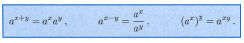 a^{x+y} = a^x a^y ,    a^{x-y} = \frac{a^x}{a^y} .    (a^x)^y = a^{xy} .